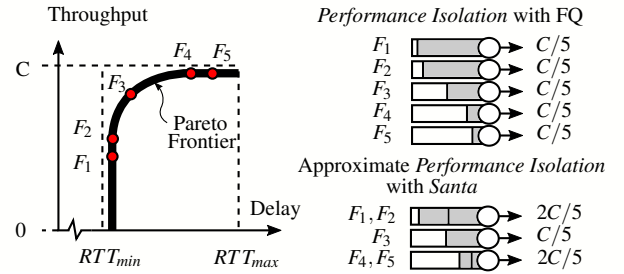 Throughput
C
F4 F5
F3
F2
F1
Pareto
Frontier
Delay
0
RTTmin
RTTmax
Performance Isolation with FQ
F1 C/5
F2 C/5
F3 C/5
F4 C/5
F5 C/5
Approximate Performance Isolation
with Santa
F1, F2 2C/5
F3 C/5
F4, F5 2C/5